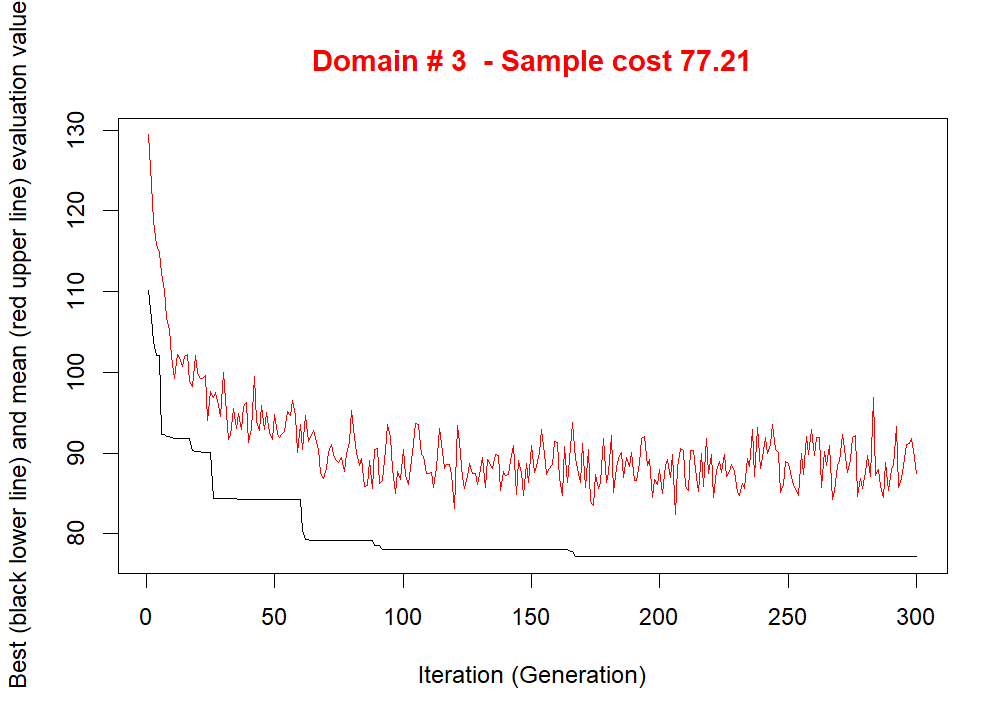 Domain # 3  - Sample cost 77.21
Best (black lower line) and mean (red upper line) evaluation value
130
120
110
100
90
80
0 50 100 150 200 250 300
Iteration (Generation)